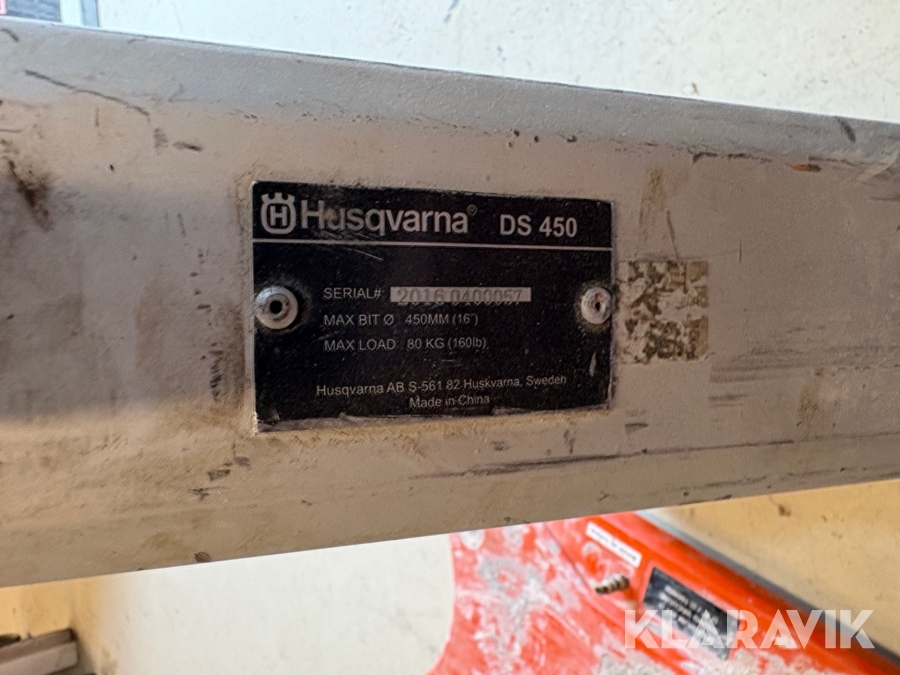 Husqvarna® DS 450
SERIAL# 2016 0400057
MAX BIT Ø 450MM (16")
MAX LOAD 80 KG (160lb)
Husqvarna AB S-561 82 Huskvarna, Sweden
Made in China
KLARAVIK